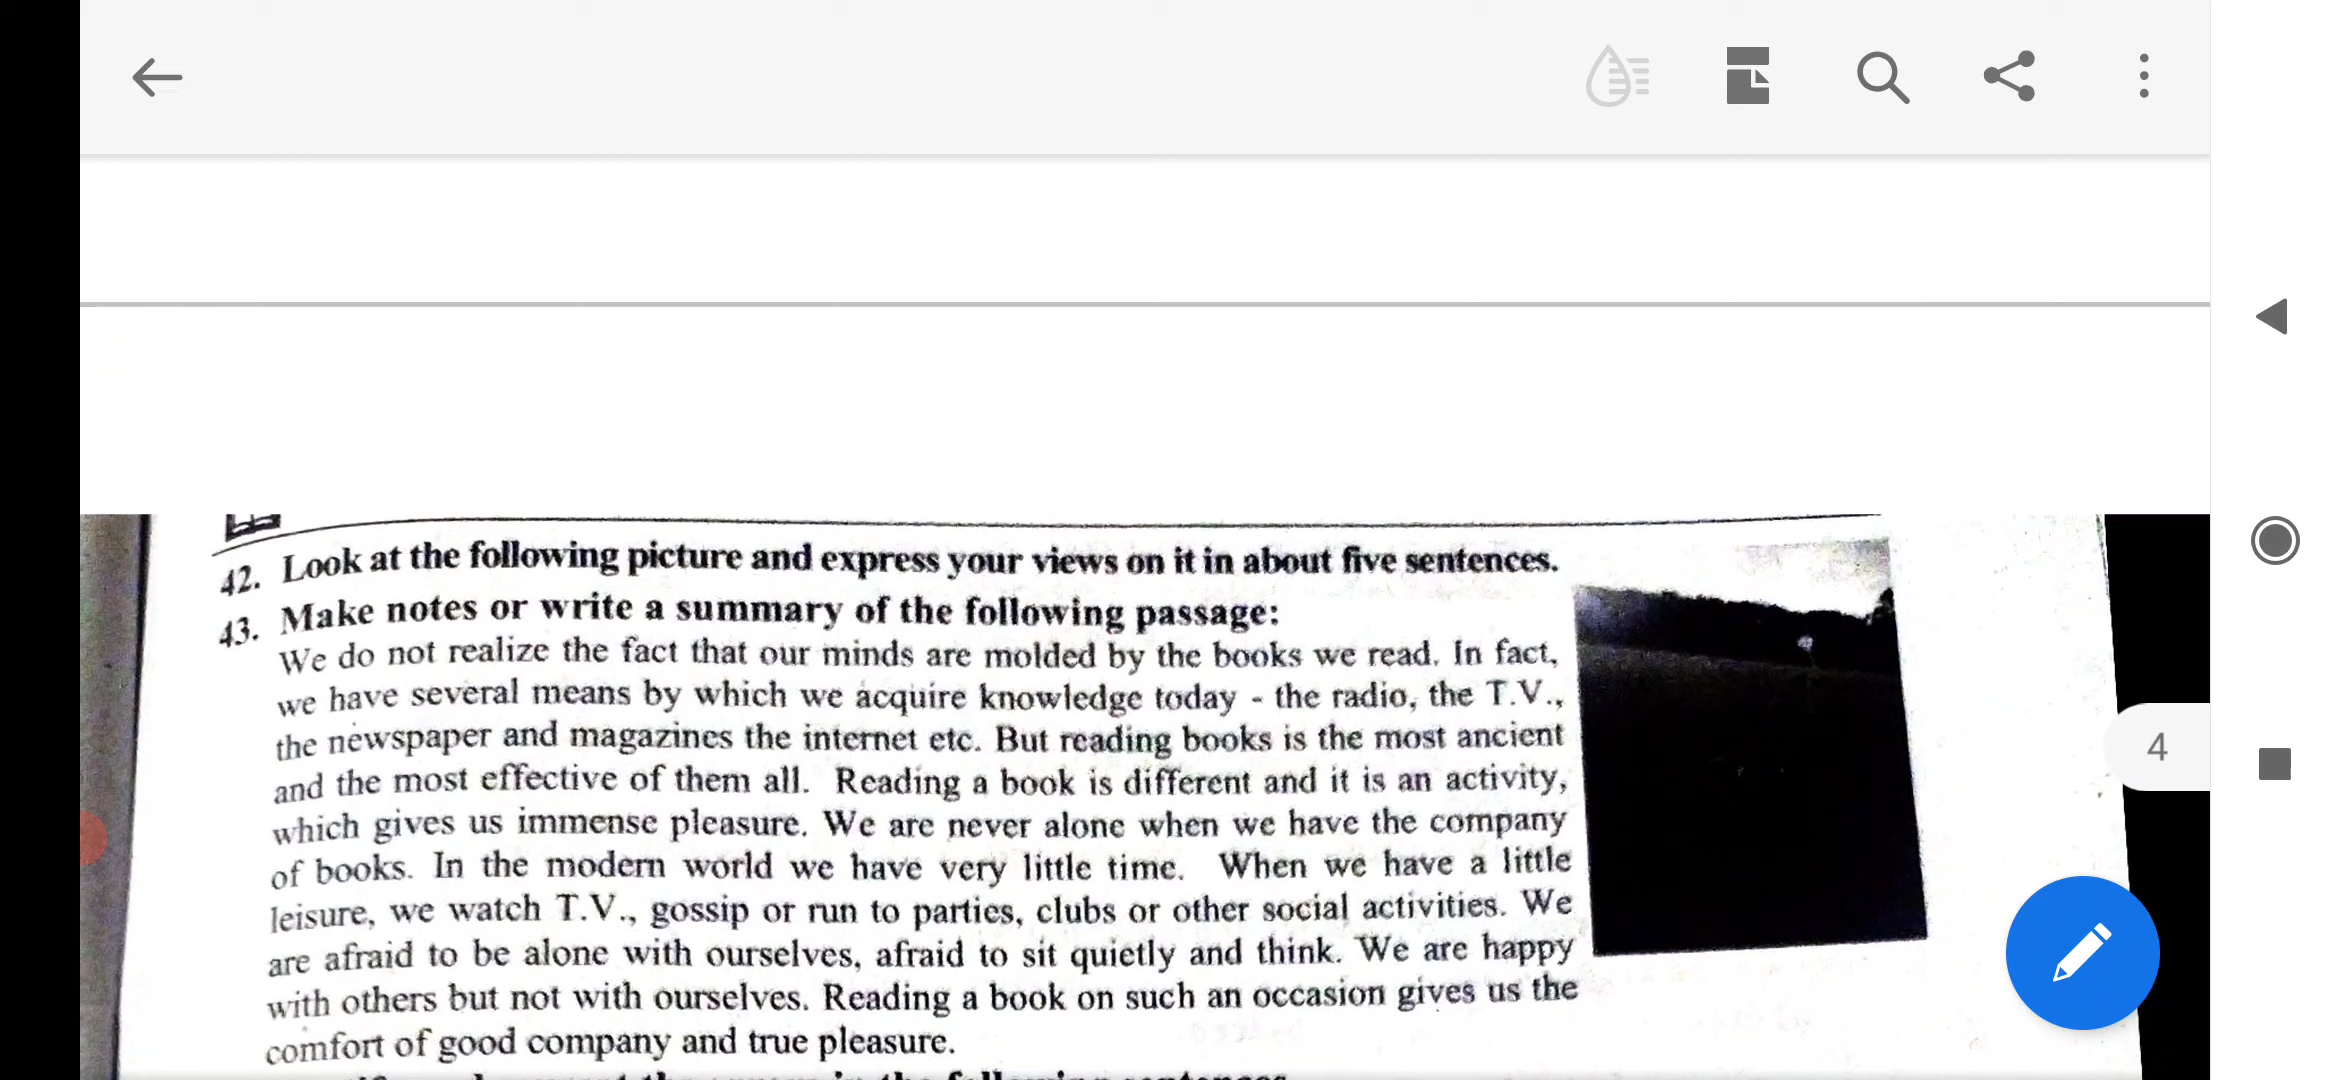 42. Look at the following picture and express your views on it in about five sentences.
43. Make notes or write a summary of the following passage:
We do not realize the fact that our minds are molded by the books we read. In fact,
we have several means by which we acquire knowledge today - the radio, the T.V.,
the newspaper and magazines the internet etc. But reading books is the most ancient
and the most effective of them all. Reading a book is different and it is an activity,
which gives us immense pleasure. We are never alone when we have the company
of books. In the modern world we have very little time. When we have a little
leisure, we watch T.V., gossip or run to parties, clubs or other social activities. We
are afraid to be alone with ourselves, afraid to sit quietly and think. We are happy
with others but not with ourselves. Reading a book on such an occasion gives us the
comfort of good company and true pleasure.
4